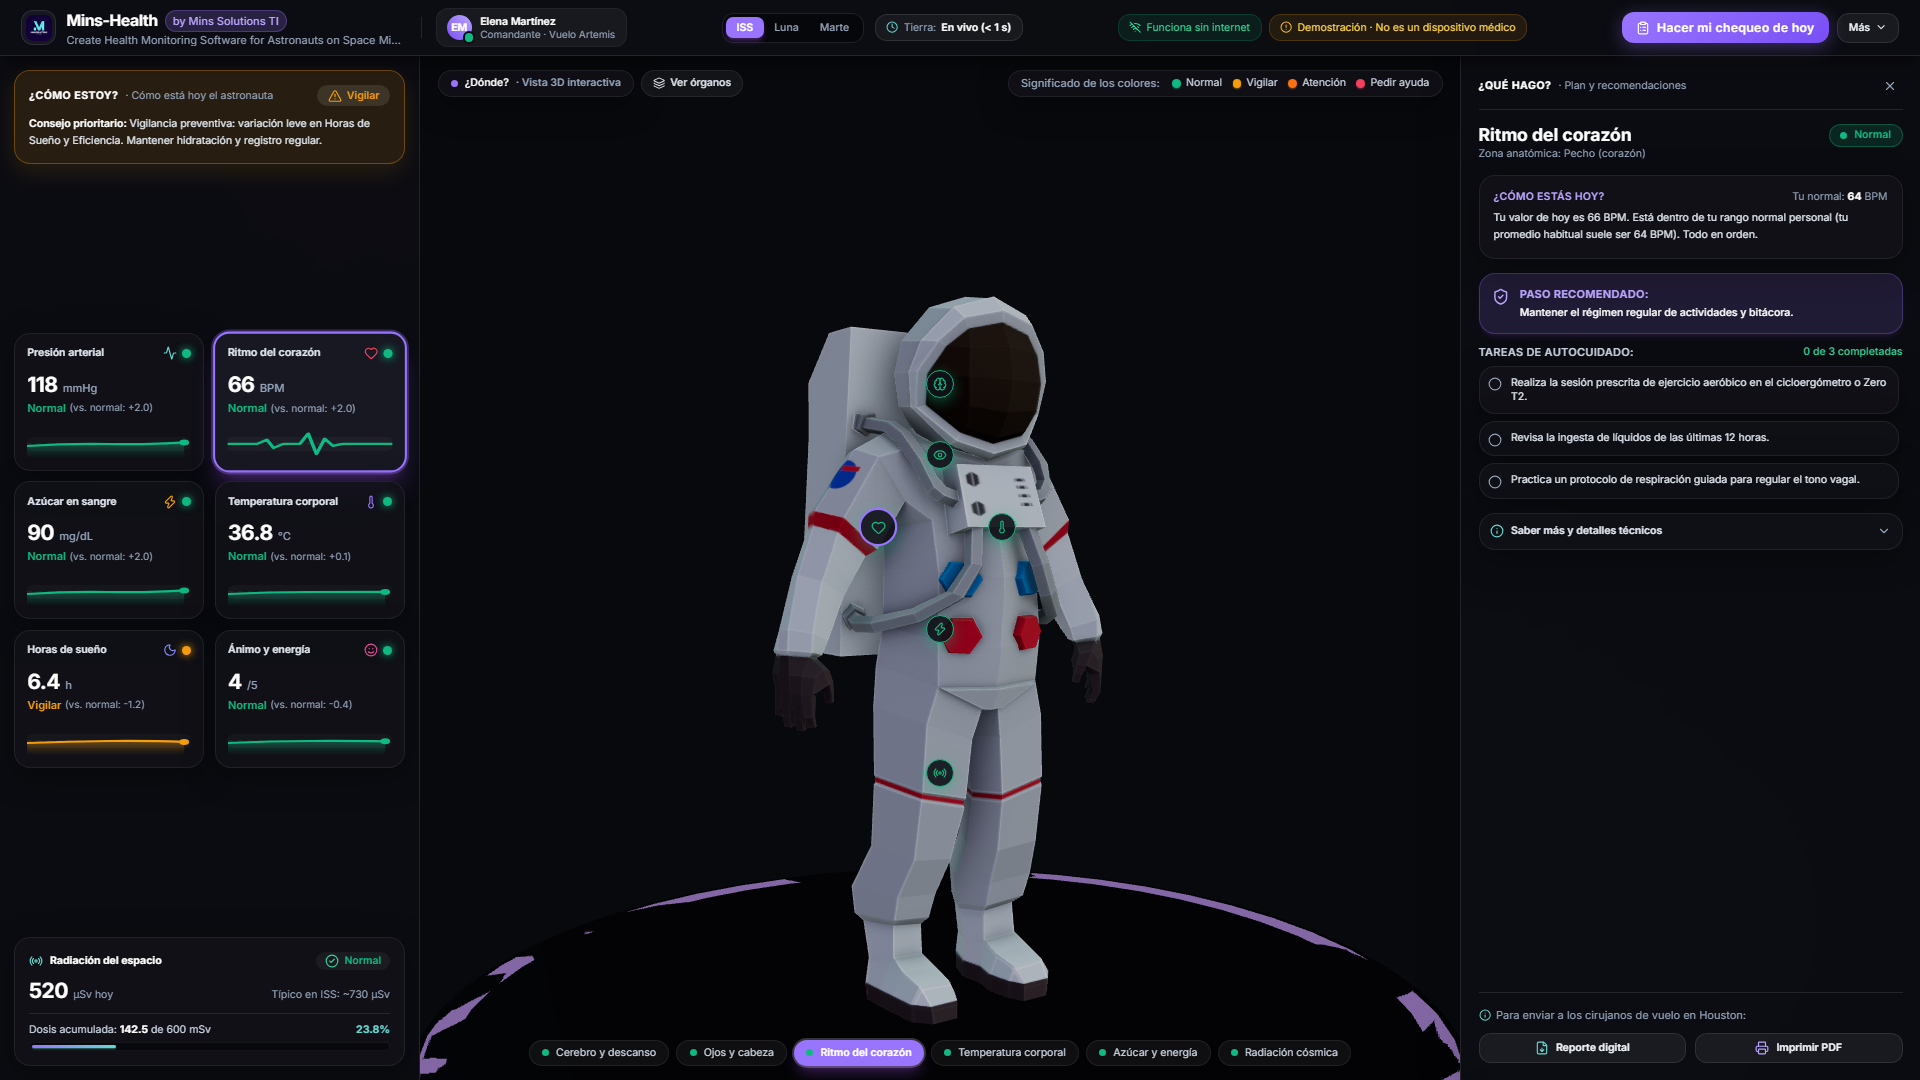 Mins-Health by Mins Solutions TI
Create Health Monitoring Software for Astronauts on Space Mi...
EM
Elena Martínez
Comandante · Vuelo Artemis
ISS Luna Marte
Tierra: En vivo (< 1 s)
Funciona sin internet
Demostración · No es un dispositivo médico
Hacer mi chequeo de hoy
Más
¿CÓMO ESTOY? · Cómo está hoy el astronauta
Vigilar
Consejo prioritario: Vigilancia preventiva: variación leve en Horas de
Sueño y Eficiencia. Mantener hidratación y registro regular.
Presión arterial
118 mmHg
Normal (vs. normal: +2.0)
Ritmo del corazón
66 BPM
Normal (vs. normal: +2.0)
Azúcar en sangre
90 mg/dL
Normal (vs. normal: +2.0)
Temperatura corporal
36.8 °C
Normal (vs. normal: +0.1)
Horas de sueño
6.4 h
Vigilar (vs. normal: -1.2)
Ánimo y energía
4 /5
Normal (vs. normal: -0.4)
Radiación del espacio
Normal
520 µSv hoy
Típico en ISS: ~730 µSv
Dosis acumulada: 142.5 de 600 mSv
23.8%
¿Dónde? · Vista 3D interactiva
Ver órganos
Significado de los colores: Normal Vigilar Atención Pedir ayuda
Cerebro y descanso
Ojos y cabeza
Ritmo del corazón
Temperatura corporal
Azúcar y energía
Radiación cósmica
¿QUÉ HAGO? · Plan y recomendaciones
Ritmo del corazón
Normal
Zona anatómica: Pecho (corazón)
¿CÓMO ESTÁS HOY?
Tu normal: 64 BPM
Tu valor de hoy es 66 BPM. Está dentro de tu rango normal personal (tu
promedio habitual suele ser 64 BPM). Todo en orden.
PASO RECOMENDADO:
Mantener el régimen regular de actividades y bitácora.
TAREAS DE AUTOCUIDADO:
0 de 3 completadas
Realiza la sesión prescrita de ejercicio aeróbico en el cicloergómetro o Zero
T2.
Revisa la ingesta de líquidos de las últimas 12 horas.
Practica un protocolo de respiración guiada para regular el tono vagal.
Saber más y detalles técnicos
Para enviar a los cirujanos de vuelo en Houston:
Reporte digital
Imprimir PDF